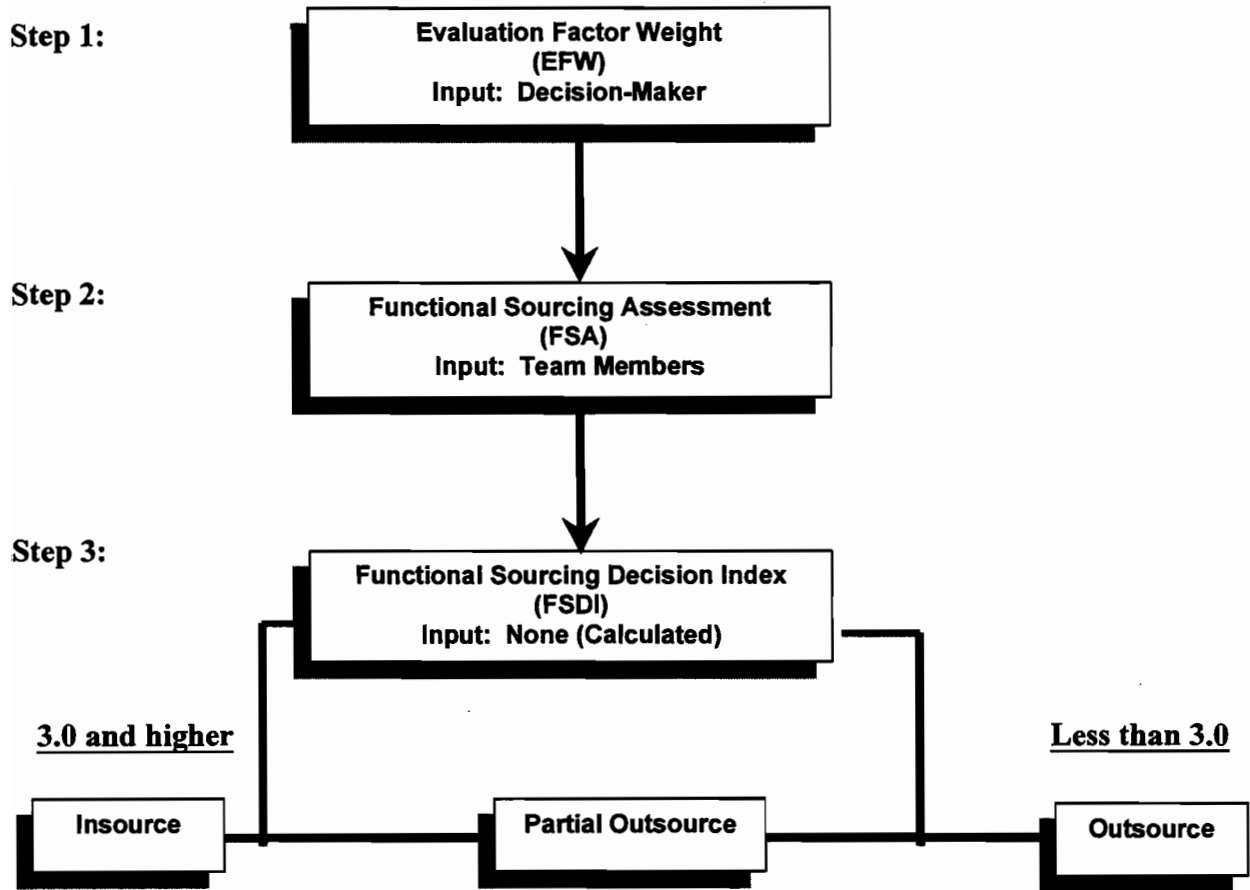 Step 1:
Evaluation Factor Weight
(EFW)
Input: Decision-Maker
Step 2:
Functional Sourcing Assessment
(FSA)
Input: Team Members
Step 3:
Functional Sourcing Decision Index
(FSDI)
Input: None (Calculated)
3.0 and higher
Less than 3.0
Insource
Partial Outsource
Outsource